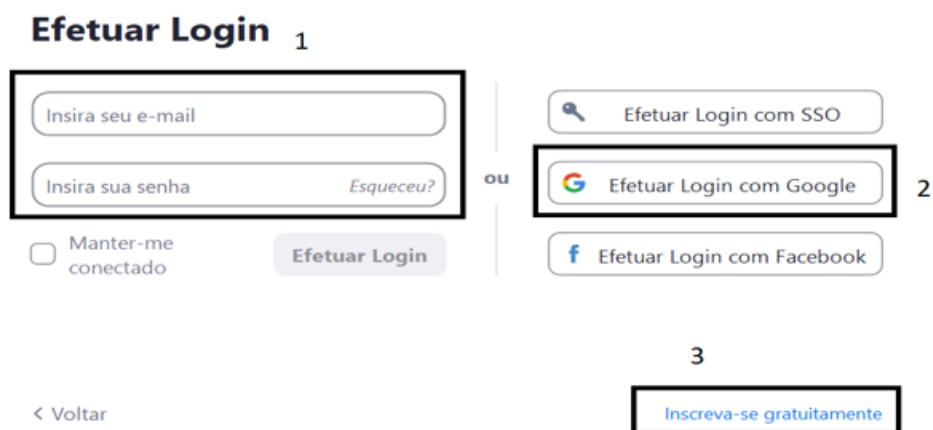 Efetuar Login
1
Insira seu e-mail
Insira sua senha Esqueceu?
Manter-me
conectado
Efetuar Login
ou
Efetuar Login com SSO
Efetuar Login com Google
2
Efetuar Login com Facebook
3
< Voltar
Inscreva-se gratuitamente